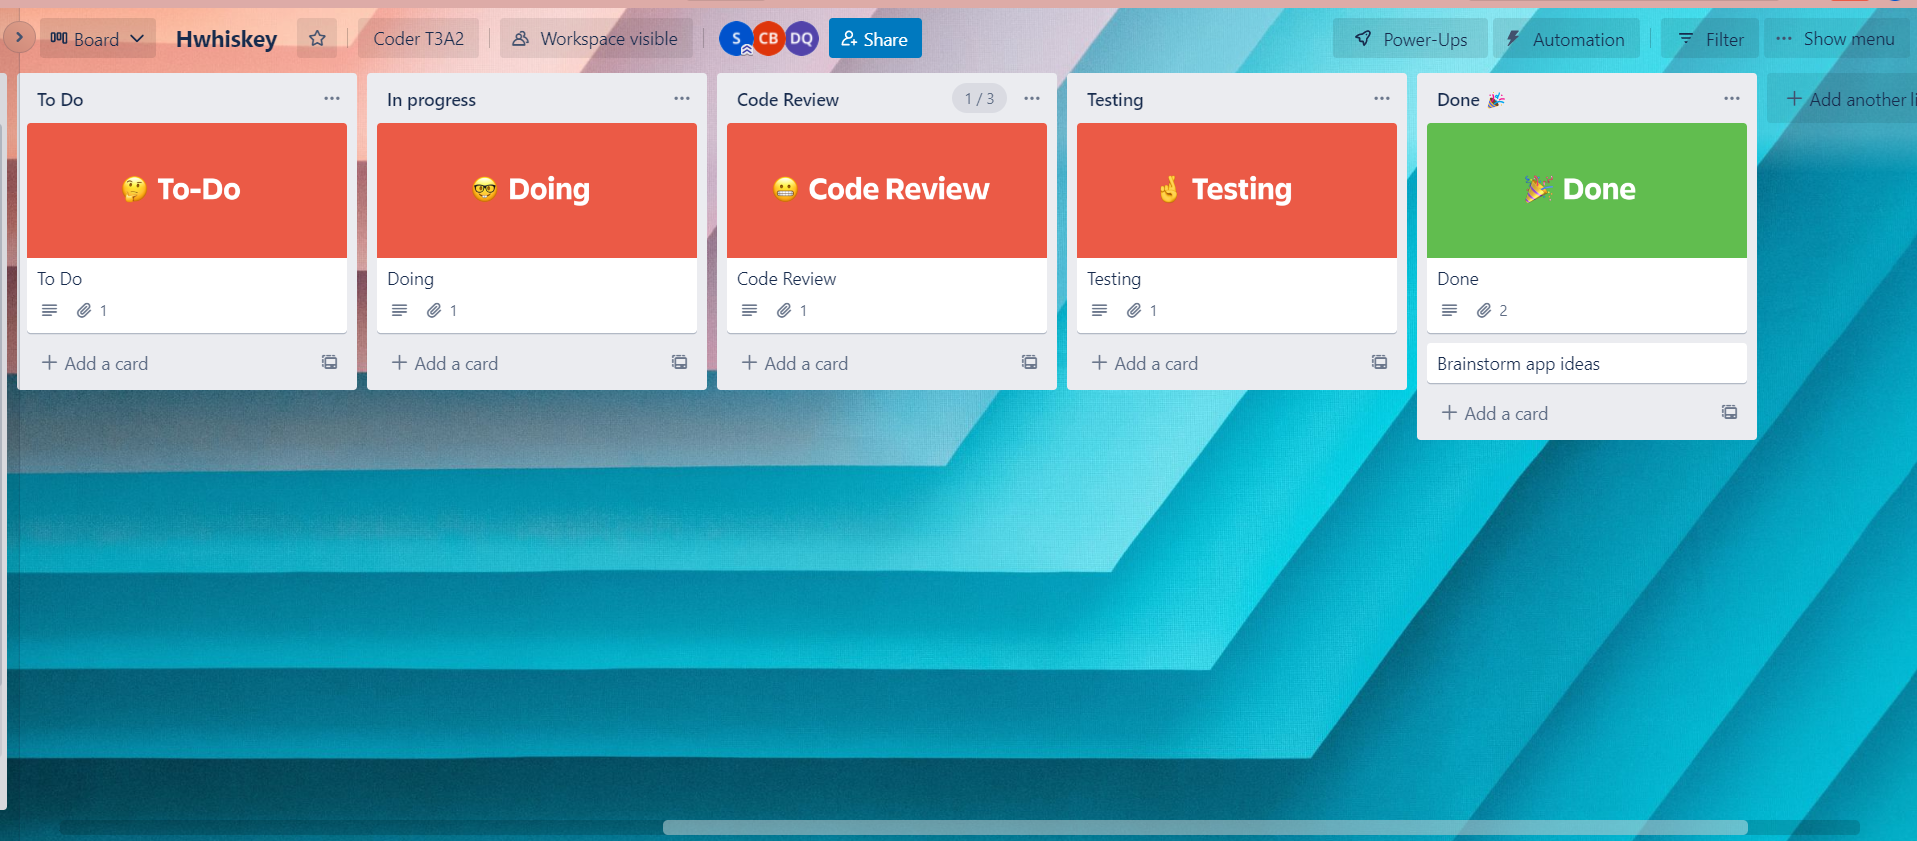 Board
Hwhiskey
Coder T3A2
Workspace visible
S
CB
DQ
Share
Power-Ups
Automation
Filter
Show menu
To Do
🤔 To-Do
To Do
1
+ Add a card
In progress
🤓 Doing
Doing
1
+ Add a card
Code Review
1 / 3
😬 Code Review
Code Review
1
+ Add a card
Testing
🤞 Testing
Testing
1
+ Add a card
Done 🎉
🎉 Done
Done
2
Brainstorm app ideas
+ Add a card
+ Add another li